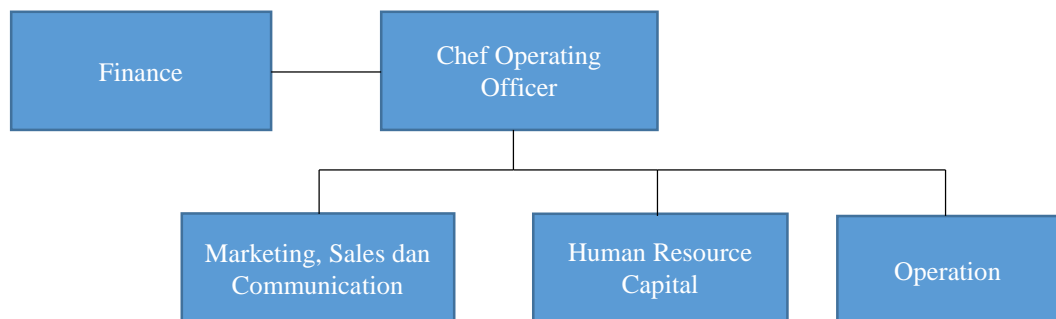 Finance
Chef Operating
Officer
Marketing, Sales dan
Communication
Human Resource
Capital
Operation